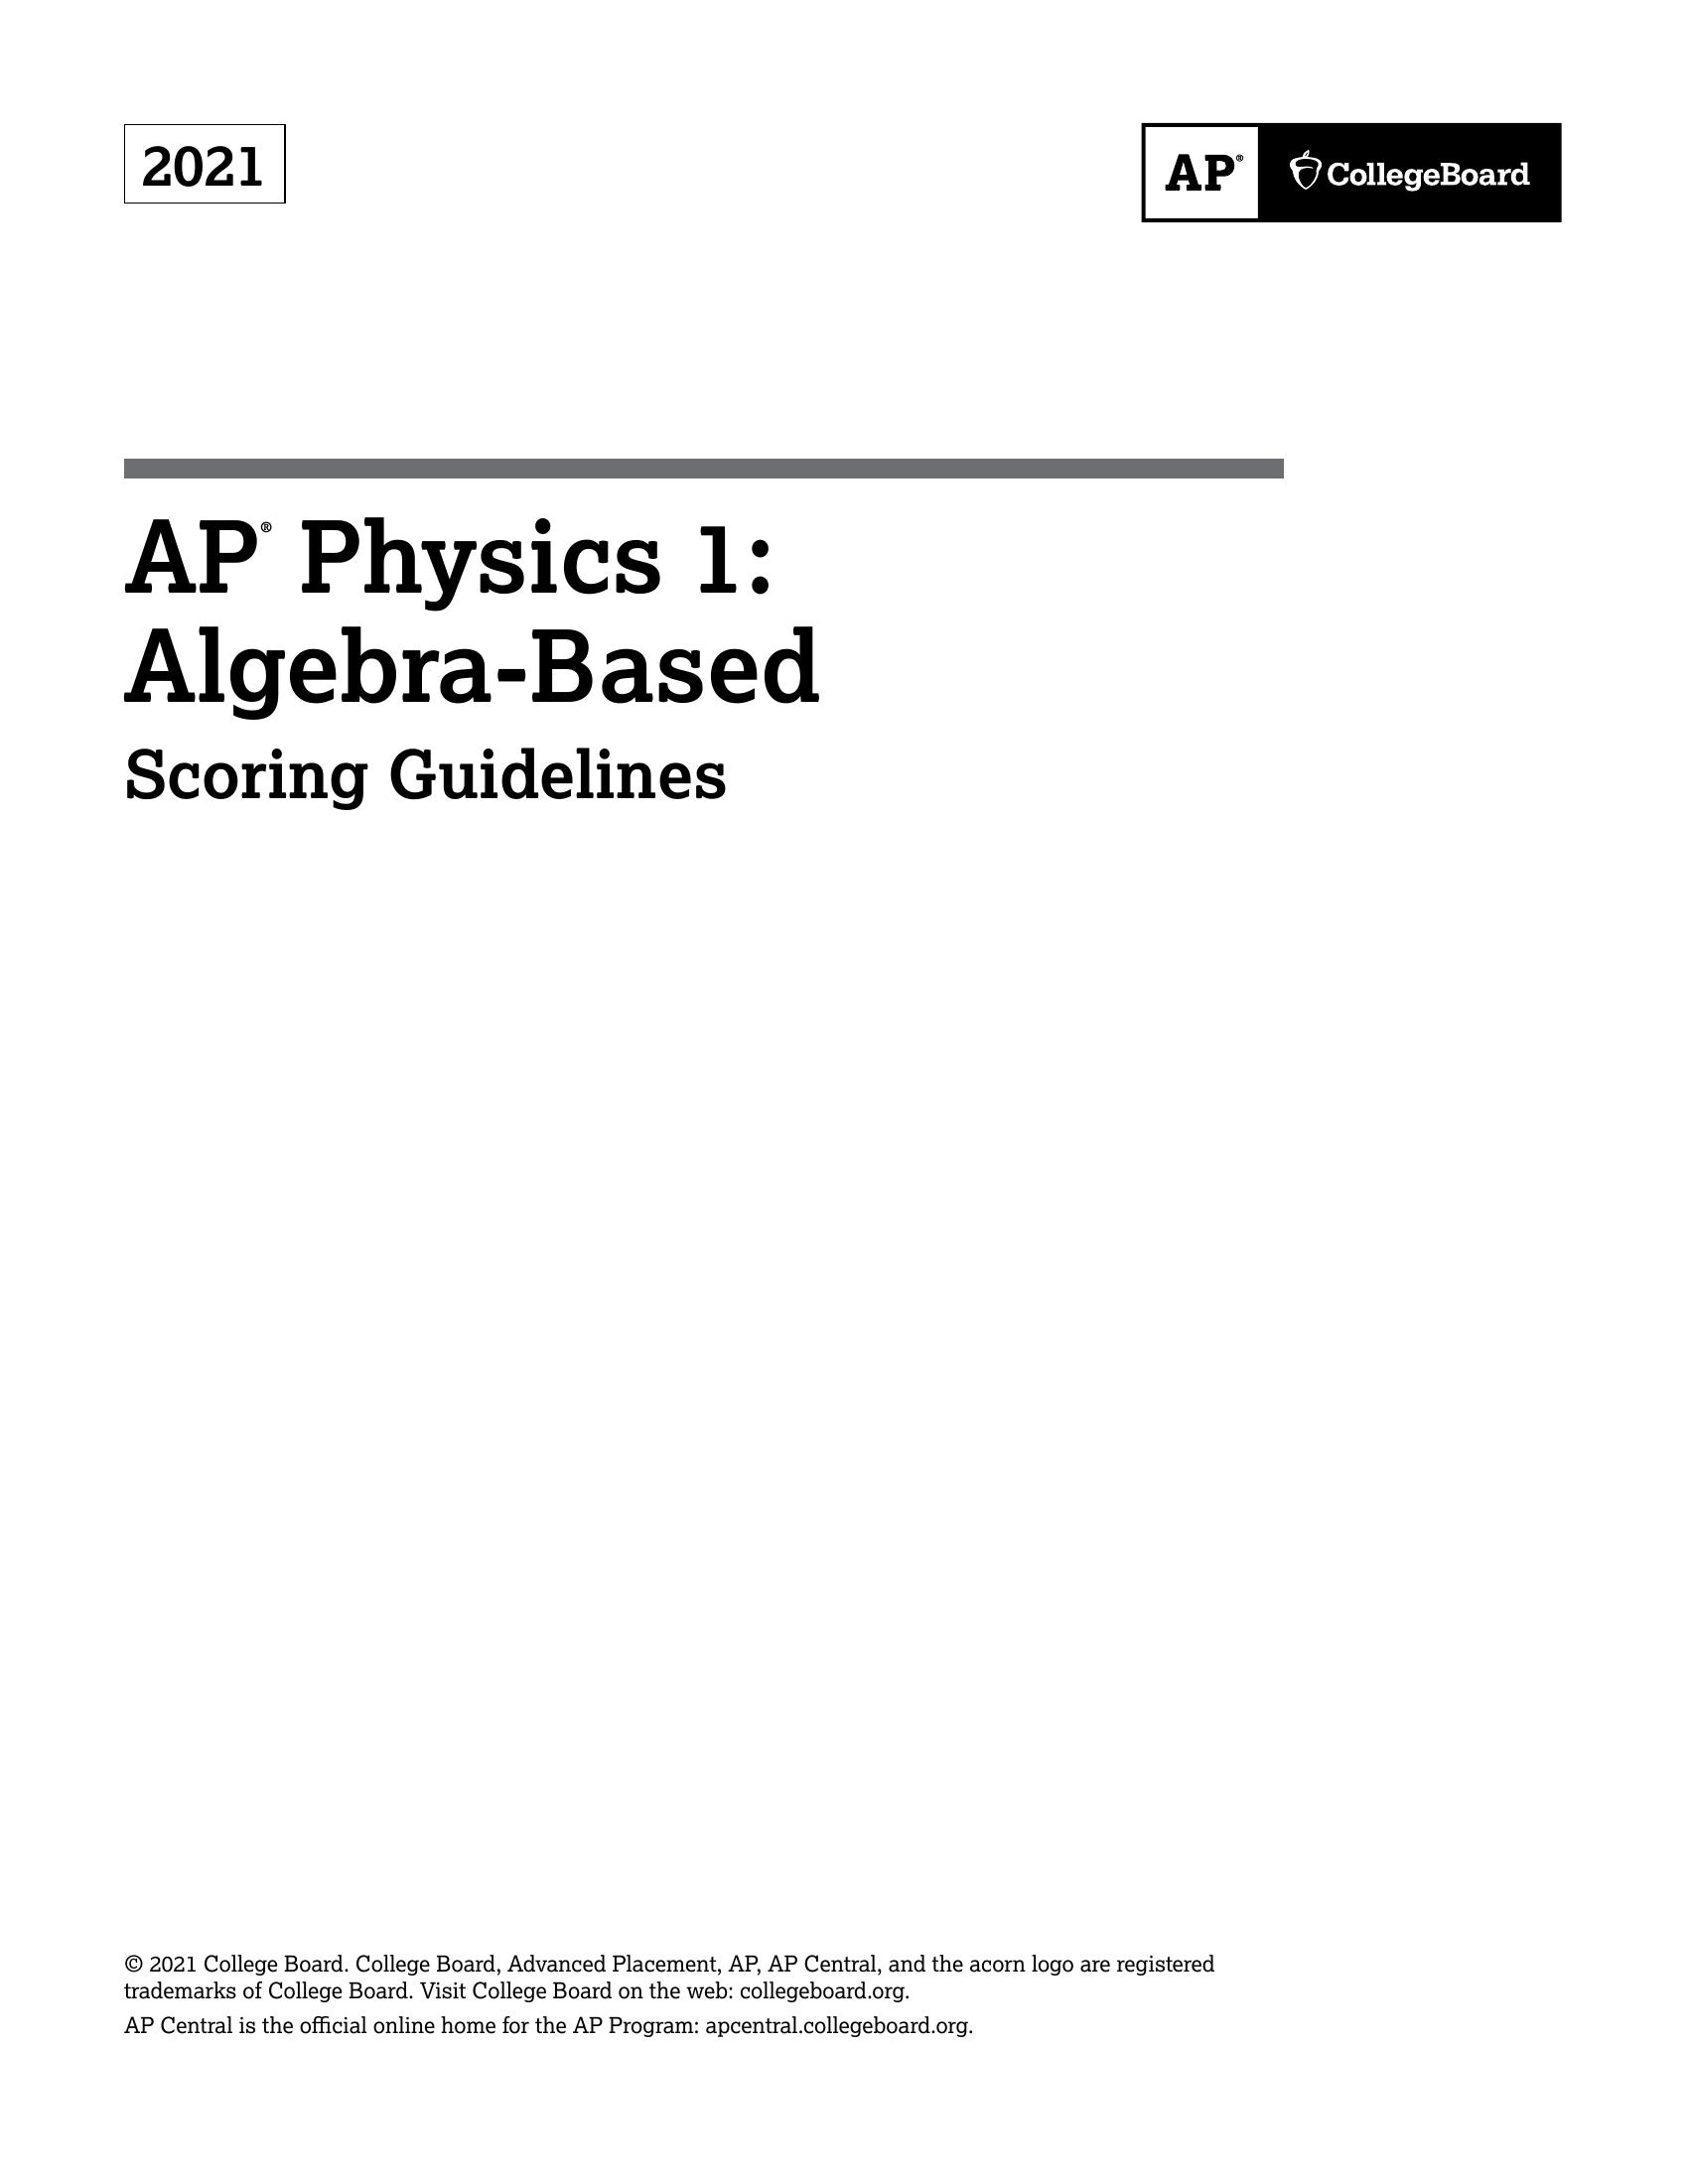 2021
AP® CollegeBoard
AP® Physics 1:
Algebra-Based
Scoring Guidelines
© 2021 College Board. College Board, Advanced Placement, AP, AP Central, and the acorn logo are registered
trademarks of College Board. Visit College Board on the web: collegeboard.org.
AP Central is the official online home for the AP Program: apcentral.collegeboard.org.